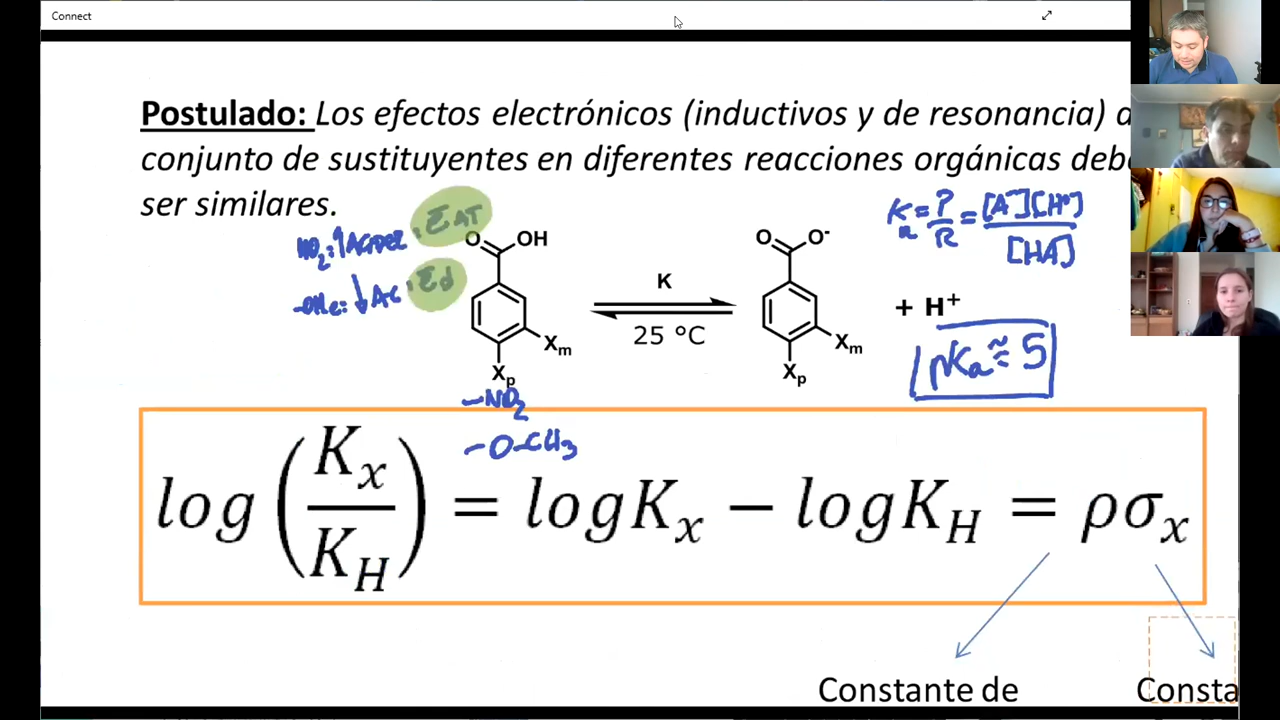 Connect
Postulado: Los efectos electrónicos (inductivos y de resonancia) d
conjunto de sustituyentes en diferentes reacciones orgánicas deb
ser similares.
NO₂: ↑
-OMe: ↓ Ac. Ed
Ka = P/R = [A⁻][H⁺]/[HA]
O OH
Xm
Xp
K
25 °C
O O⁻
Xm
Xp
+ H⁺
pKa ≈ 5
-NO₂
-O-CH₃
log(Kx/KH) = logKx − logKH = ρσx
Constante de
Consta